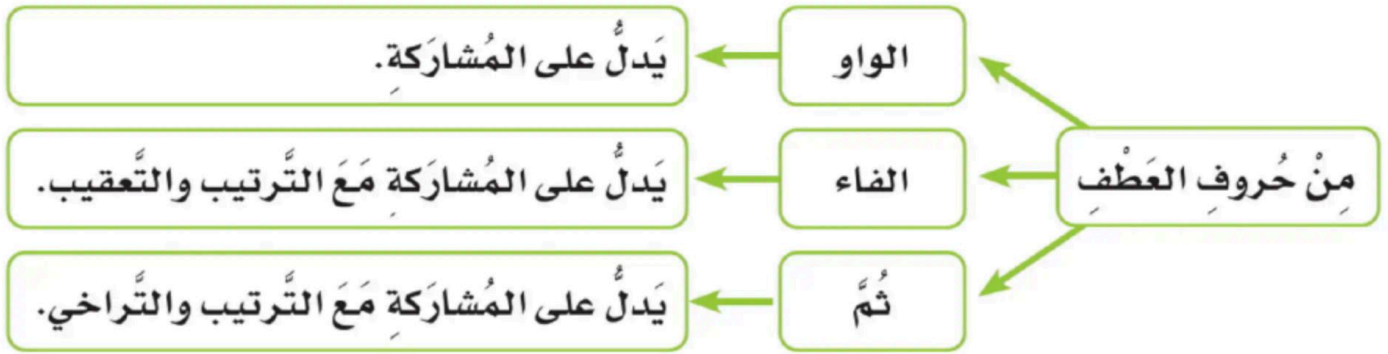 مِنْ حُروفِ العَطْفِ
الواو
يَدلُّ على المُشارَكةِ.
الفاء
يَدلُّ على المُشارَكةِ مَعَ التَّرتيب والتَّعقيب.
ثُمَّ
يَدلُّ على المُشارَكةِ مَعَ التَّرتيب والتَّراخي.